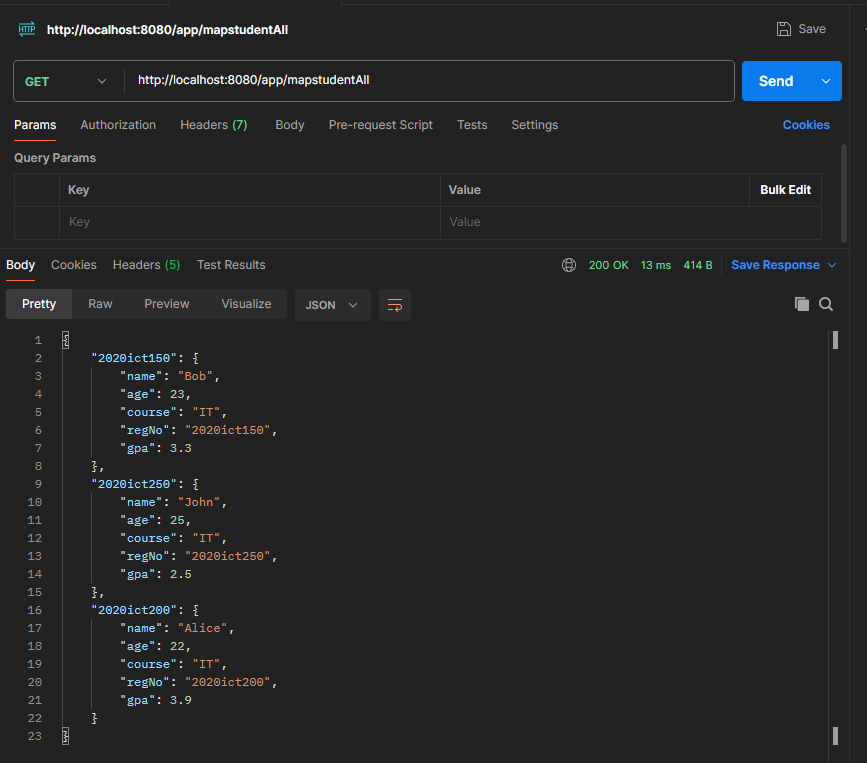 HTTP http://localhost:8080/app/mapstudentAll Save
GET http://localhost:8080/app/mapstudentAll Send
Params Authorization Headers (7) Body Pre-request Script Tests Settings Cookies
Query Params
Key Value Bulk Edit
Key Value
Body Cookies Headers (5) Test Results 200 OK 13 ms 414 B Save Response
Pretty Raw Preview Visualize JSON
1 {
2 "2020ict150": {
3 "name": "Bob",
4 "age": 23,
5 "course": "IT",
6 "regNo": "2020ict150",
7 "gpa": 3.3
8 },
9 "2020ict250": {
10 "name": "John",
11 "age": 25,
12 "course": "IT",
13 "regNo": "2020ict250",
14 "gpa": 2.5
15 },
16 "2020ict200": {
17 "name": "Alice",
18 "age": 22,
19 "course": "IT",
20 "regNo": "2020ict200",
21 "gpa": 3.9
22 }
23 }